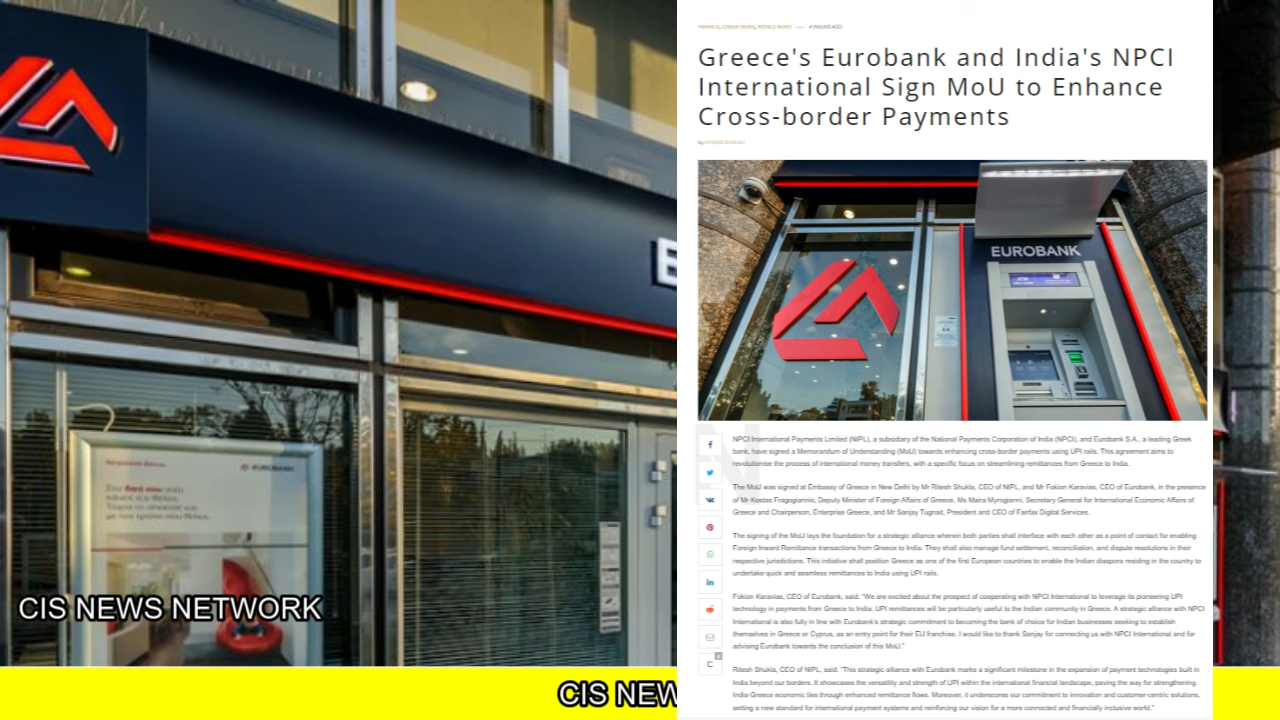 FINANCE, GREEK NEWS, WORLD NEWS — 4 WEEKS AGO
Greece's Eurobank and India's NPCI
International Sign MoU to Enhance
Cross-border Payments
by
EUROBANK
ATM
NPCI International Payments Limited (NIPL), a subsidiary of the National Payments Corporation of India (NPCI), and Eurobank S.A., a leading Greek
bank, have signed a Memorandum of Understanding (MoU) towards enhancing cross-border payments using UPI rails. This agreement aims to
revolutionise the process of international money transfers, with a specific focus on streamlining remittances from Greece to India.
The MoU was signed at Embassy of Greece in New Delhi by Mr Ritesh Shukla, CEO of NIPL, and Mr Fokion Karavias, CEO of Eurobank, in the presence
of Mr Kostas Fragogiannis, Deputy Minister of Foreign Affairs of Greece, Ms Maira Myrogianni, Secretary General for International Economic Affairs of
Greece and Chairperson, Enterprise Greece, and Mr Sanjay Tugnait, President and CEO of Fairfax Digital Services.
The signing of the MoU lays the foundation for a strategic alliance wherein both parties shall interface with each other as a point of contact for enabling
Foreign Inward Remittance transactions from Greece to India. They shall also manage fund settlement, reconciliation, and dispute resolutions in their
respective jurisdictions. This initiative shall position Greece as one of the first European countries to enable the Indian diaspora residing in the country to
undertake quick and seamless remittances to India using UPI rails.
Fokion Karavias, CEO of Eurobank, said: "We are excited about the prospect of cooperating with NPCI International to leverage its pioneering UPI
technology in payments from Greece to India. UPI remittances will be particularly useful to the Indian community in Greece. A strategic alliance with NPCI
International is also fully in line with Eurobank's strategic commitment to becoming the bank of choice for Indian businesses seeking to establish
themselves in Greece or Cyprus, as an entry point for their EU franchise. I would like to thank Sanjay for connecting us with NPCI International and for
advising Eurobank towards the conclusion of this MoU."
Ritesh Shukla, CEO of NIPL, said: "This strategic alliance with Eurobank marks a significant milestone in the expansion of payment technologies built in
India beyond our borders. It showcases the versatility and strength of UPI within the international financial landscape, paving the way for strengthening
India-Greece economic ties through enhanced remittance flows. Moreover, it underscores our commitment to innovation and customer-centric solutions,
setting a new standard for international payment systems and reinforcing our vision for a more connected and financially inclusive world."
E
EUROBANK
CIS NEWS NETWORK
CIS NEW